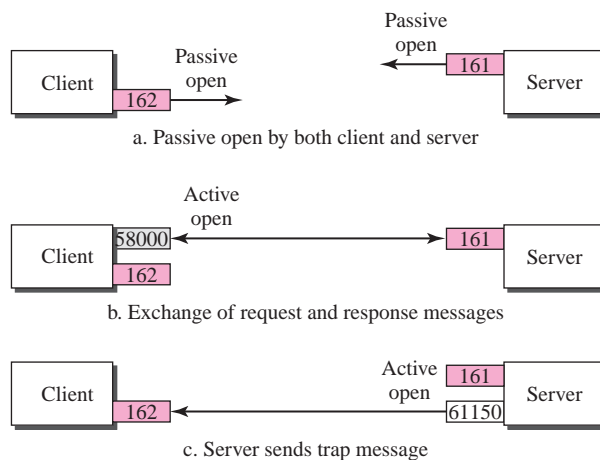 Passive
open
Passive
open
Client
162
161
Server
a. Passive open by both client and server
Active
open
Client
58000
162
161
Server
b. Exchange of request and response messages
Client
162
Active
open
161
61150
Server
c. Server sends trap message